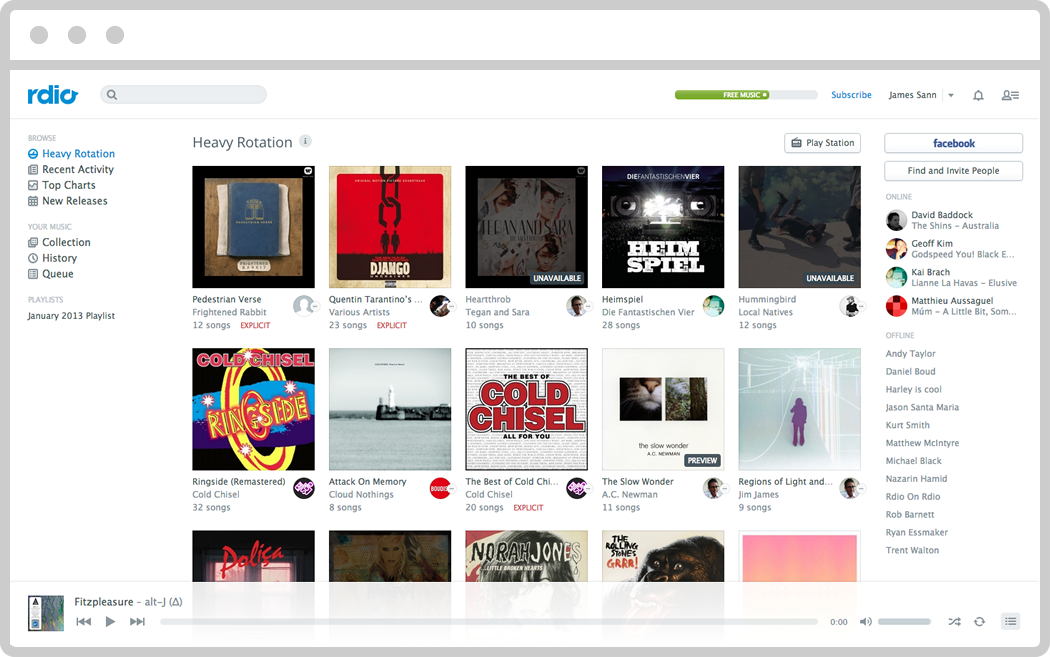 rdio
FREE MUSIC
Subscribe
James Sann
BROWSE
Heavy Rotation
Recent Activity
Top Charts
New Releases
YOUR MUSIC
Collection
History
Queue
PLAYLISTS
January 2013 Playlist
Heavy Rotation
Play Station
FRIGHTENED
RABBIT
Pedestrian Verse
Frightened Rabbit
12 songs EXPLICIT
ORIGINAL MOTION PICTURE SOUNDTRACK
DJANGO
UNCHAINED
Quentin Tarantino's ...
Various Artists
23 songs EXPLICIT
TEGAN AND SARA
UNAVAILABLE
Heartthrob
Tegan and Sara
10 songs
DIEFANTASTISCHENVIER
HEIM
SPIEL
Heimspiel
Die Fantastischen Vier
28 songs
UNAVAILABLE
Hummingbird
Local Natives
12 songs
COLD CHISEL
RINGSIDE
Ringside (Remastered)
Cold Chisel
32 songs
Attack On Memory
Cloud Nothings
8 songs
THE BEST OF
COLD
CHISEL
ALL FOR YOU
The Best of Cold Chi...
Cold Chisel
20 songs EXPLICIT
the slow wonder
A.C. NEWMAN
PREVIEW
The Slow Wonder
A.C. Newman
11 songs
Regions of Light and...
Jim James
9 songs
Poliça
NORAH JONES
...LITTLE BROKEN HEARTS
THE
ROLLING
STONES
GRRR!
facebook
Find and Invite People
ONLINE
David Baddock
The Shins – Australia
Geoff Kim
Godspeed You! Black E...
Kai Brach
Lianne La Havas – Elusive
Matthieu Aussaguel
Múm – A Little Bit, Som...
OFFLINE
Andy Taylor
Daniel Boud
Harley is cool
Jason Santa Maria
Kurt Smith
Matthew McIntyre
Michael Black
Nazarin Hamid
Rdio On Rdio
Rob Barnett
Ryan Essmaker
Trent Walton
Fitzpleasure – alt-J (∆)
0:00